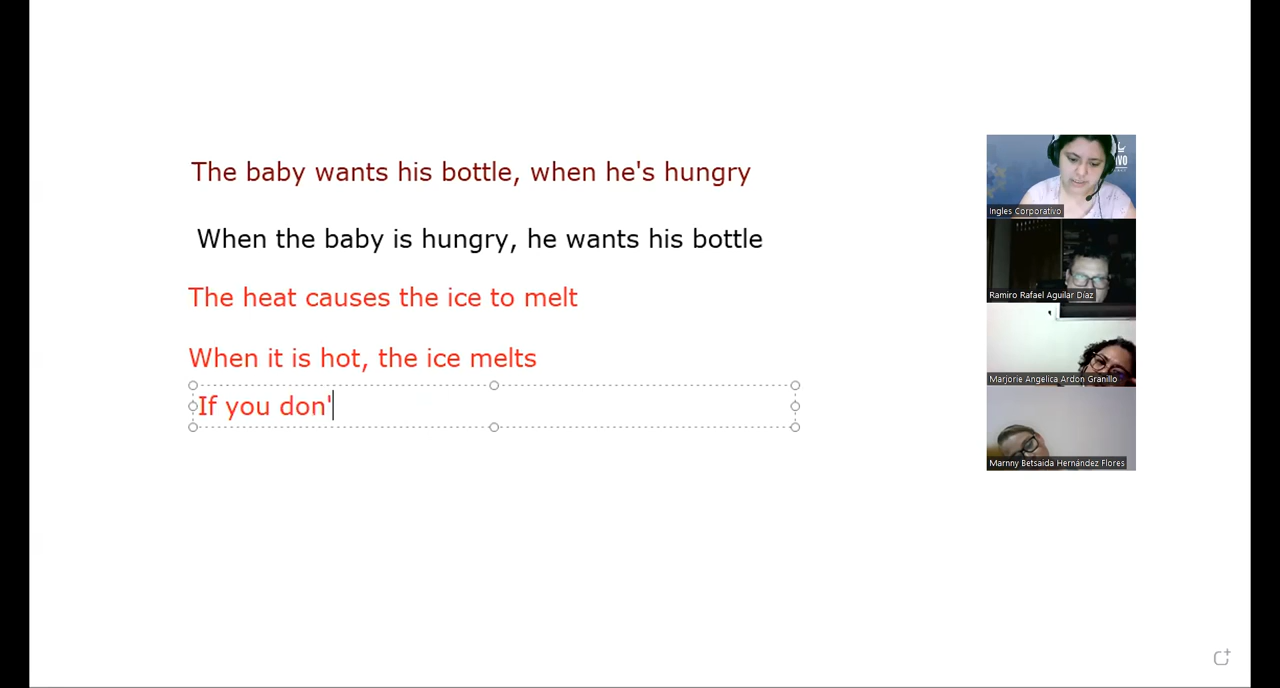 The baby wants his bottle, when he's hungry
When the baby is hungry, he wants his bottle
The heat causes the ice to melt
When it is hot, the ice melts
If you don'
Ingles Corporativo
Ramiro Rafael Aguilar Díaz
Marjorie Angelica Ardon Granillo
Marnny Betsaida Hernández Flores